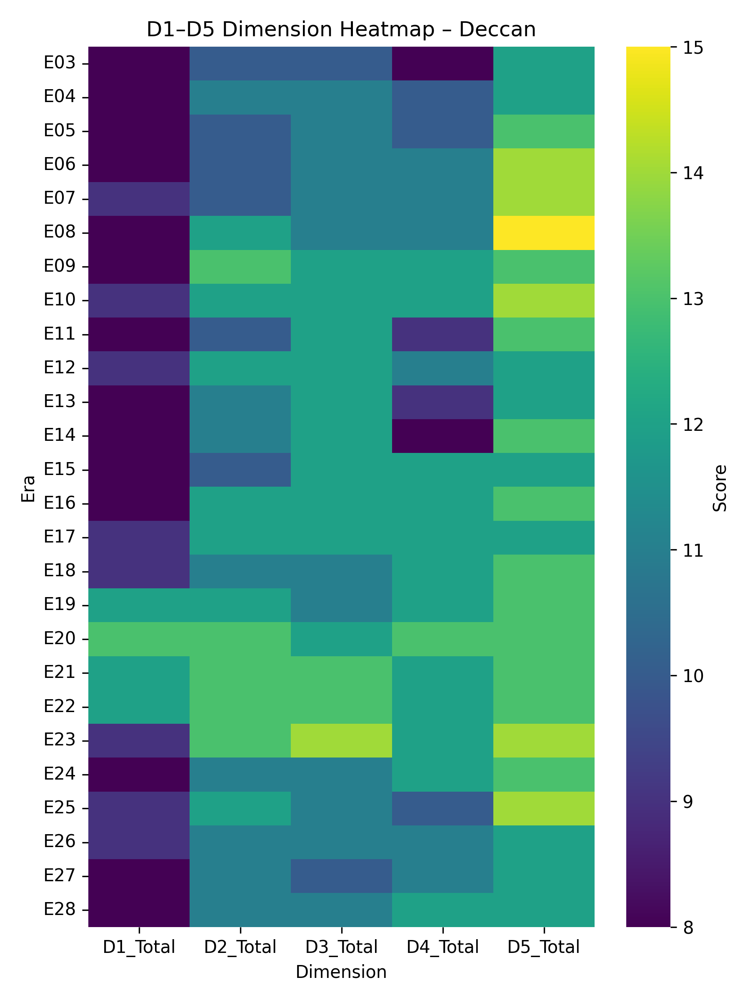 D1–D5 Dimension Heatmap – Deccan
E03
E04
E05
E06
E07
E08
E09
E10
E11
E12
E13
E14
E15
E16
E17
E18
E19
E20
E21
E22
E23
E24
E25
E26
E27
E28
Era
D1_Total D2_Total D3_Total D4_Total D5_Total
Dimension
15
14
13
12
11
10
9
8
Score